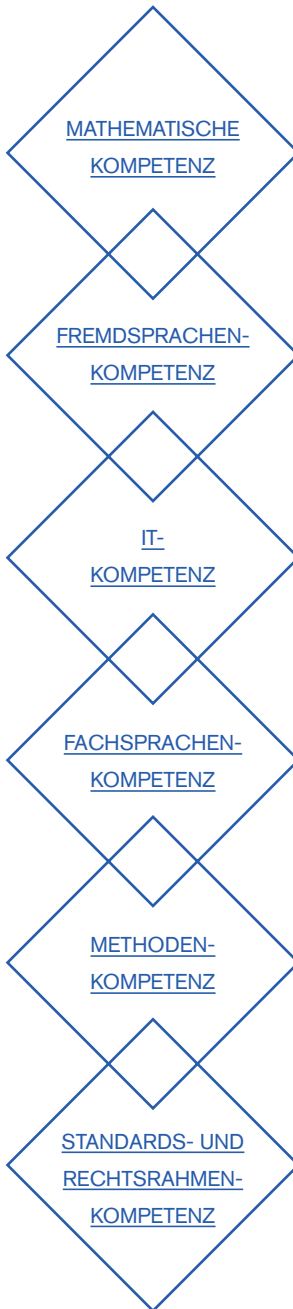 MATHEMATISCHE
KOMPETENZ
FREMDSPRACHEN-
KOMPETENZ
IT-
KOMPETENZ
FACHSPRACHEN-
KOMPETENZ
METHODEN-
KOMPETENZ
STANDARDS- UND
RECHTSRAHMEN-
KOMPETENZ